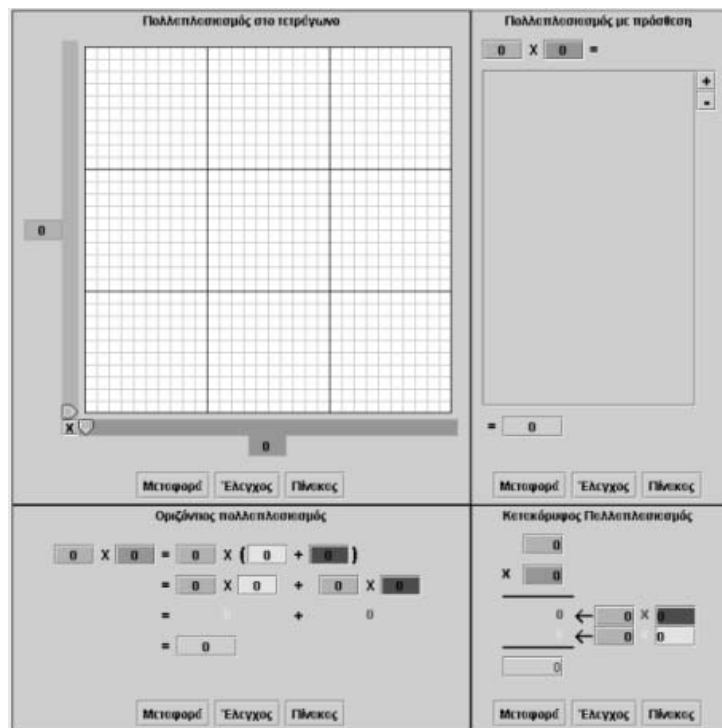 Πολλαπλασιασμός στο τετράγωνο
0
X
0
Μεταφορά Έλεγχος Πίνακας
Πολλαπλασιασμός με πρόσθεση
0 X 0 =
+
-
= 0
Μεταφορά Έλεγχος Πίνακας
Οριζόντιος πολλαπλασιασμός
0 X 0 = 0 X ( 0 + 0 )
= 0 X 0 + 0 X 0
= 0 + 0
= 0
Μεταφορά Έλεγχος Πίνακας
Κατακόρυφος Πολλαπλασιασμός
0
X 0
0 ← 0 X 0
0 ← 0 X 0
0
Μεταφορά Έλεγχος Πίνακας